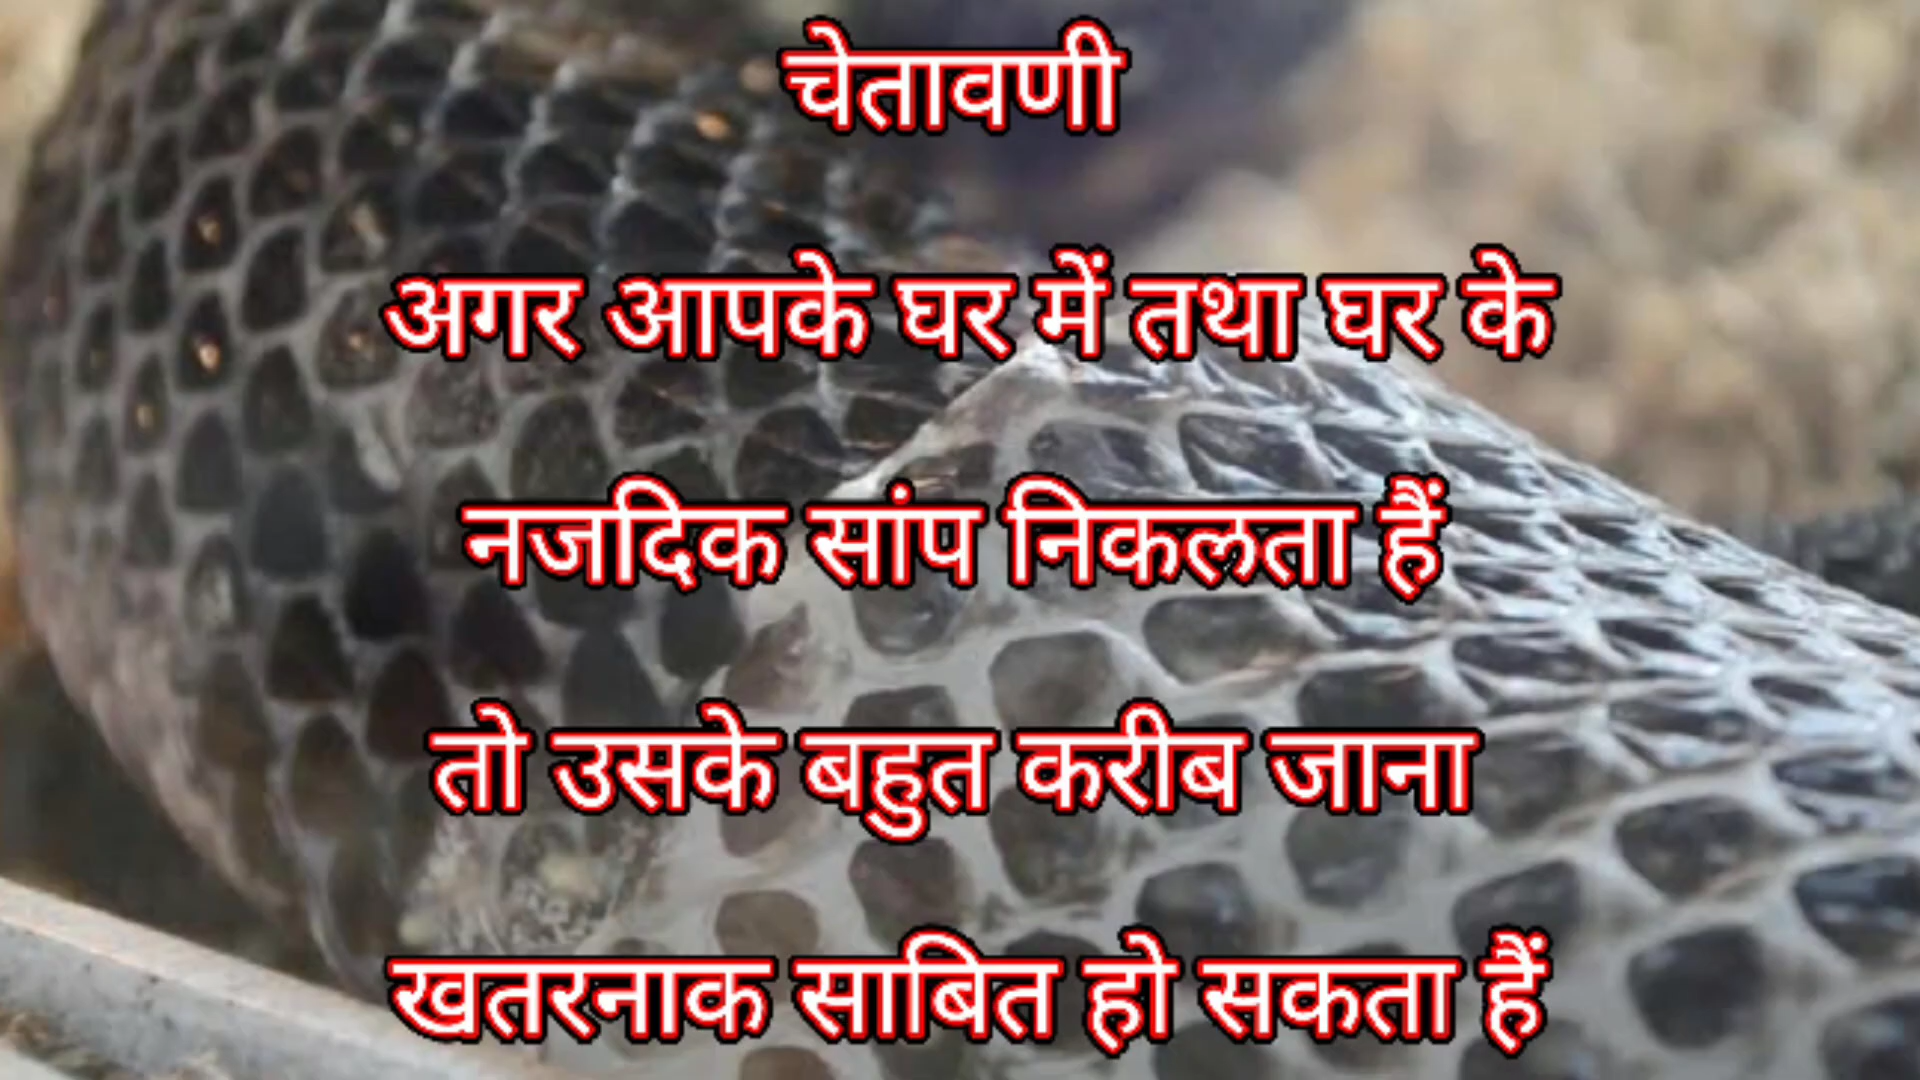 चेतावणी
अगर आपके घर में तथा घर के
नजदिक सांप निकलता हैं
तो उसके बहुत करीब जाना
खतरनाक साबित हो सकता हैं